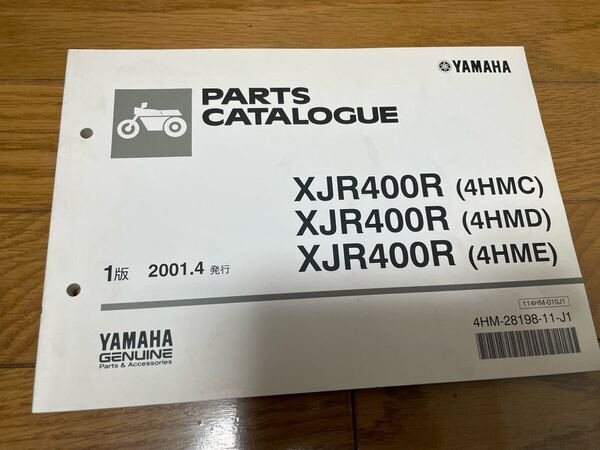 YAMAHA
PARTS
CATALOGUE
XJR400R (4HMC)
XJR400R (4HMD)
XJR400R (4HME)
1版 2001.4 発行
114HM-010J1
4HM-28198-11-J1
YAMAHA
GENUINE
Parts & Accessories